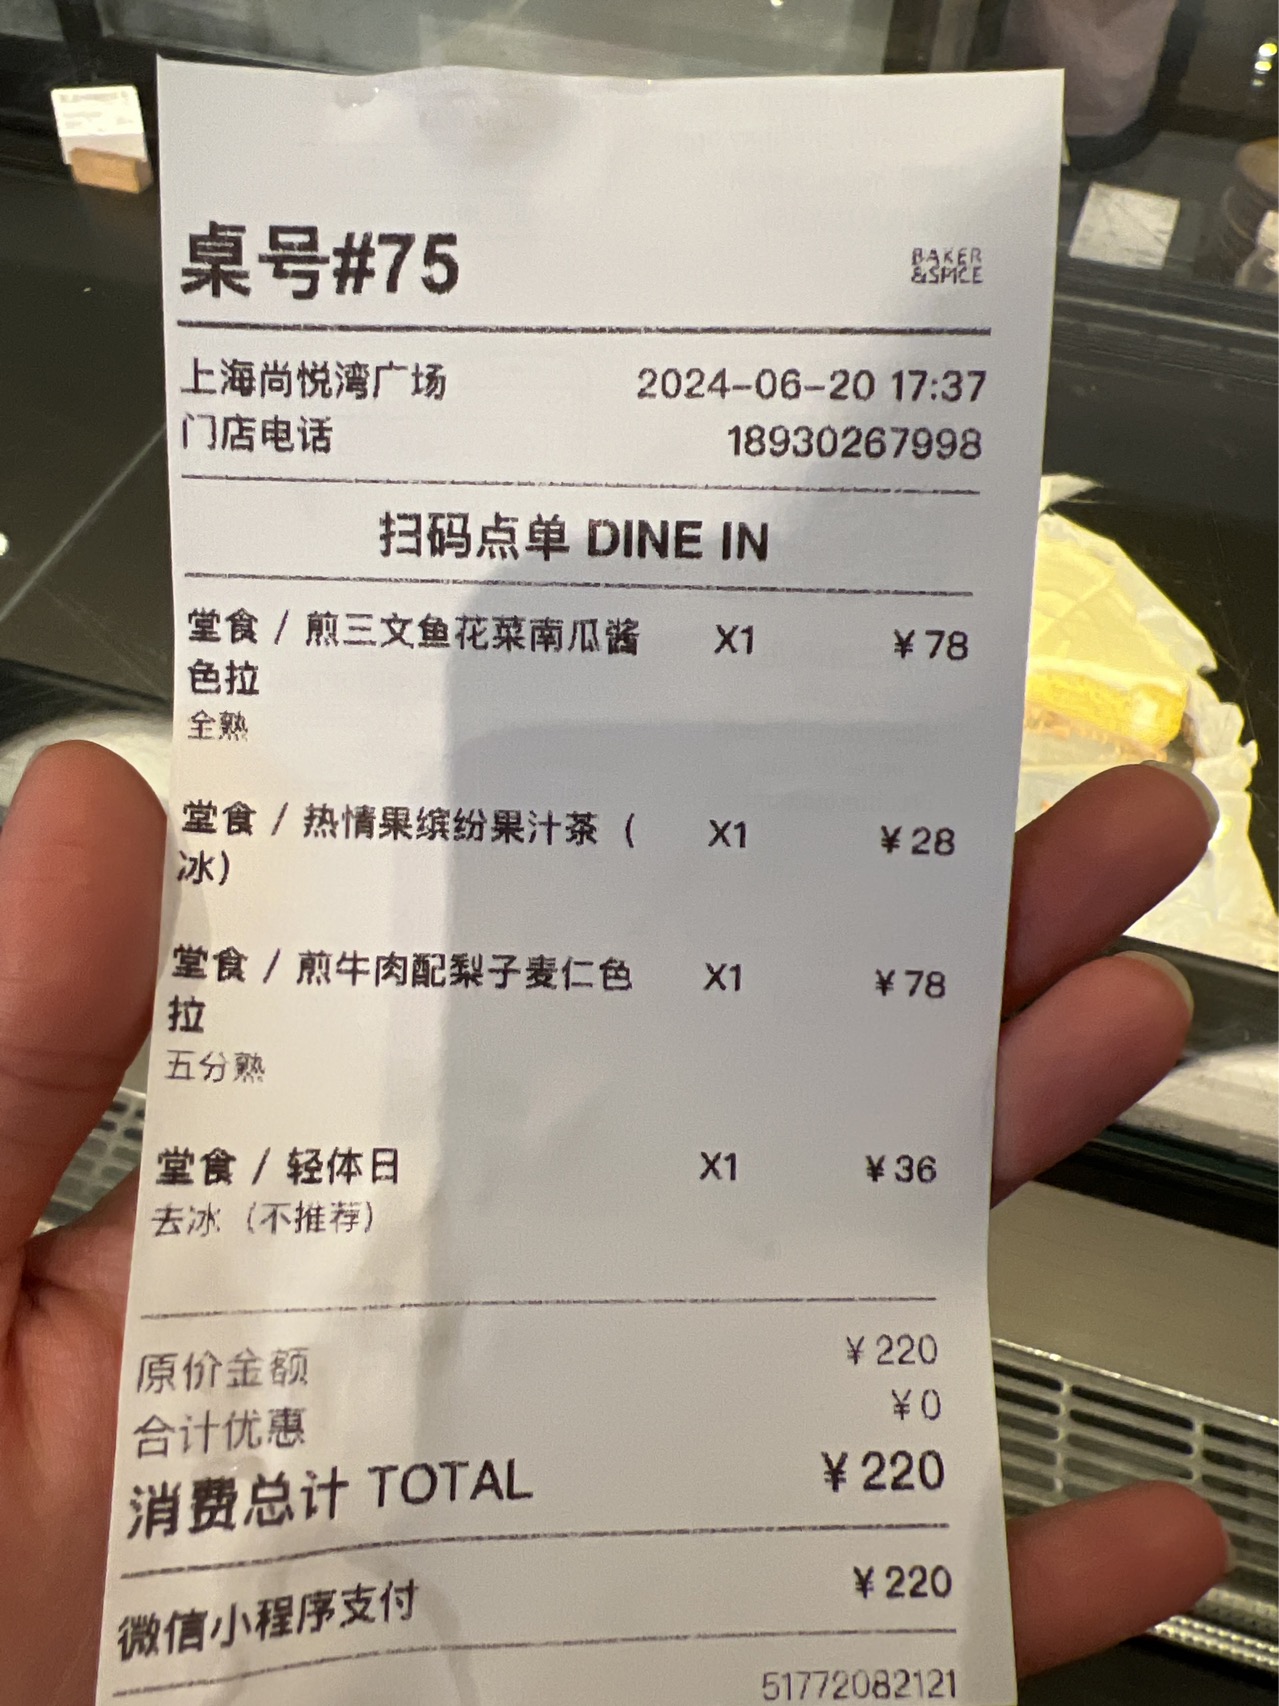 桌号#75
BAKER
&SPICE
上海尚悦湾广场 2024-06-20 17:37
门店电话 18930267998
扫码点单 DINE IN
堂食 / 煎三文鱼花菜南瓜酱 X1 ¥78
色拉
全熟
堂食 / 热情果缤纷果汁茶（ X1 ¥28
冰）
堂食 / 煎牛肉配梨子麦仁色 X1 ¥78
拉
五分熟
堂食 / 轻体日 X1 ¥36
去冰（不推荐）
原价金额 ¥220
合计优惠 ¥0
消费总计 TOTAL ¥220
微信小程序支付 ¥220
51772082121